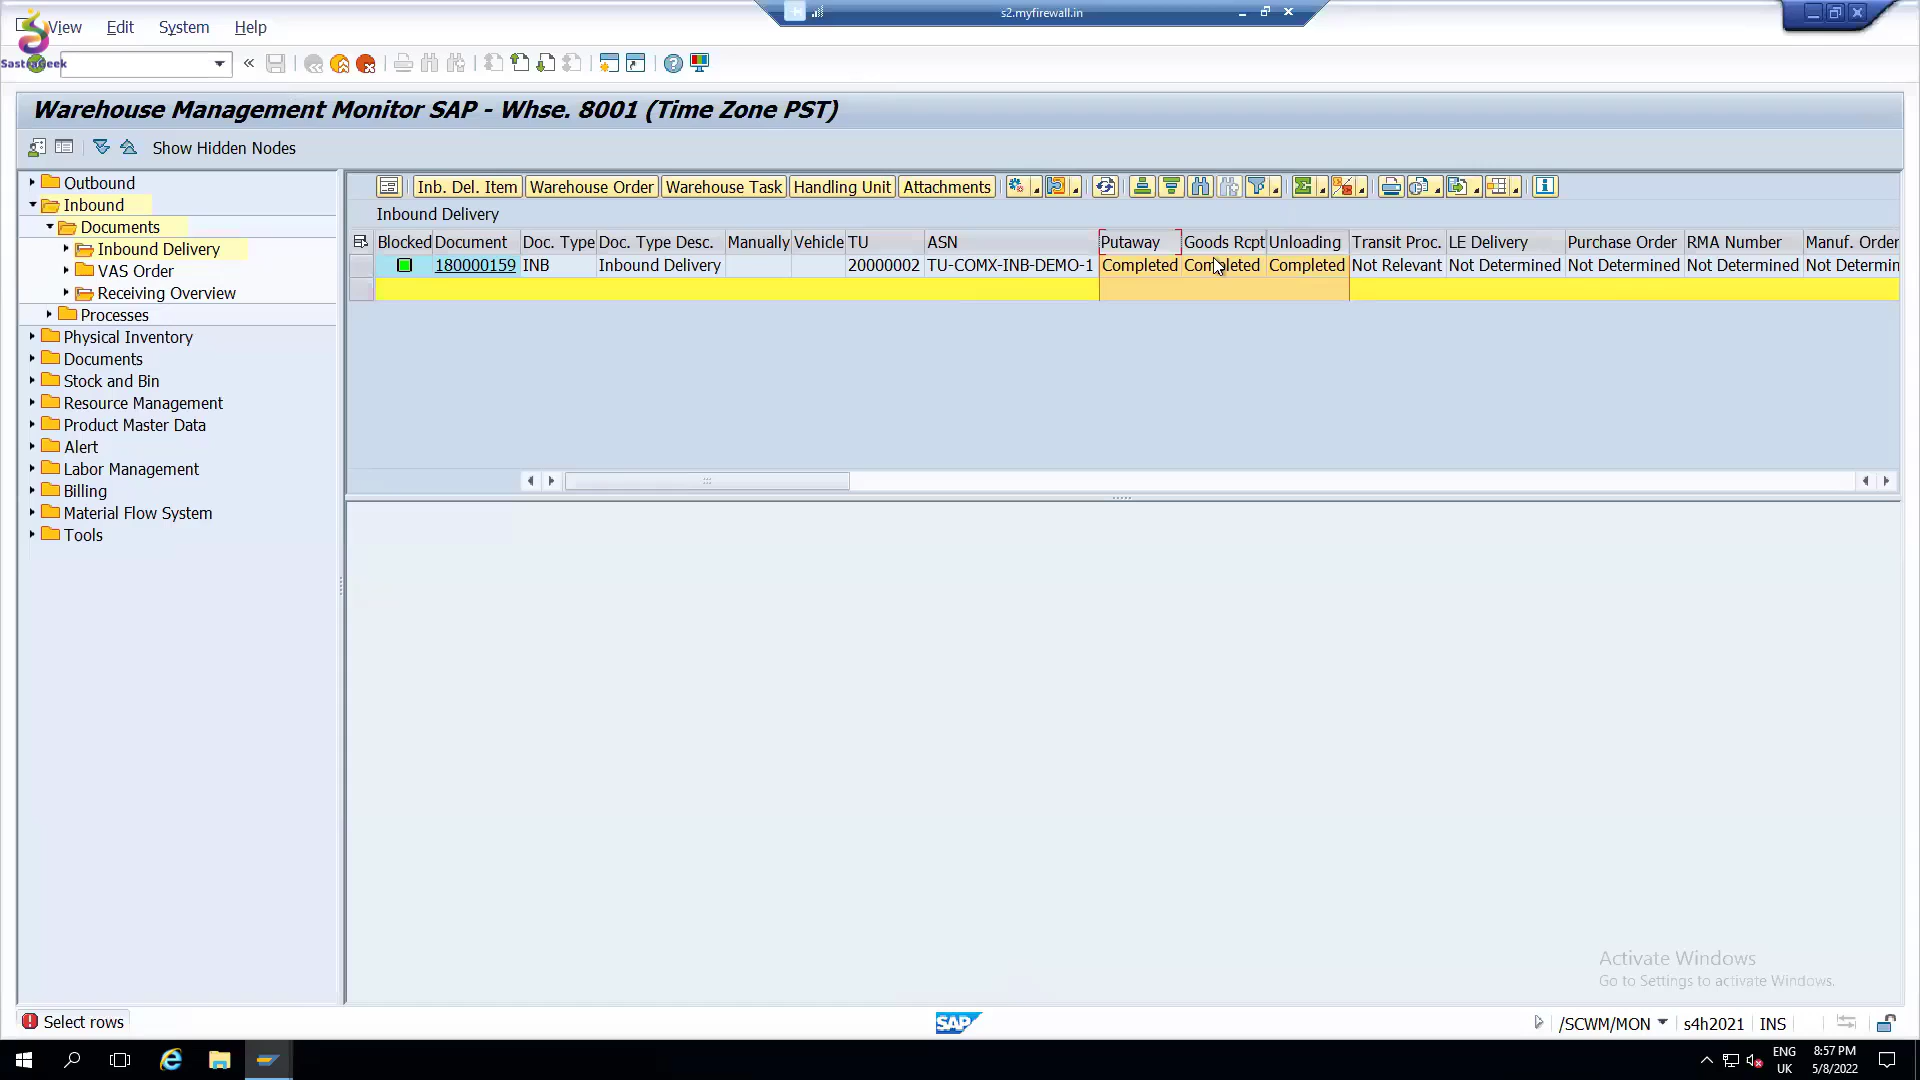 s2.myfirewall.in
View Edit System Help
SastraGeek
Warehouse Management Monitor SAP - Whse. 8001 (Time Zone PST)
Show Hidden Nodes
Outbound
Inbound
Documents
Inbound Delivery
VAS Order
Receiving Overview
Processes
Physical Inventory
Documents
Stock and Bin
Resource Management
Product Master Data
Alert
Labor Management
Billing
Material Flow System
Tools
Inb. Del. Item Warehouse Order Warehouse Task Handling Unit Attachments
Inbound Delivery
Blocked Document Doc. Type Doc. Type Desc. Manually Vehicle TU ASN Putaway Goods Rcpt Unloading Transit Proc. LE Delivery Purchase Order RMA Number Manuf. Order
180000159 INB Inbound Delivery 20000002 TU-COMX-INB-DEMO-1 Completed Completed Completed Not Relevant Not Determined Not Determined Not Determined Not Determin
Activate Windows
Go to Settings to activate Windows.
Select rows
SAP
/SCWM/MON s4h2021 INS
ENG
UK
8:57 PM
5/8/2022